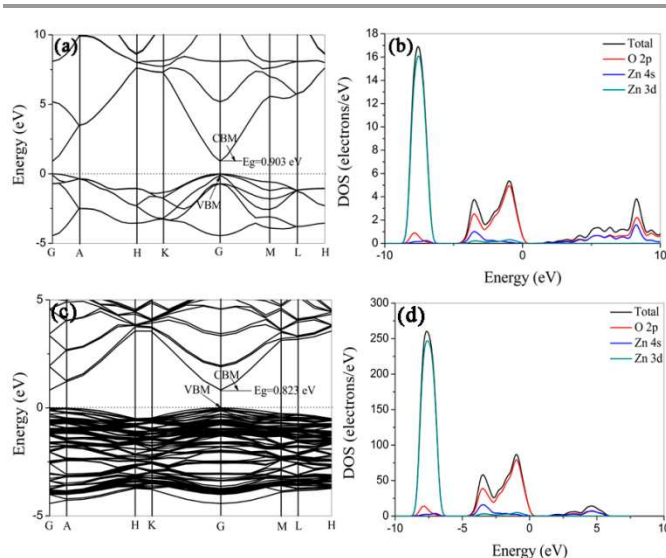 (a)
10
5
0
-5
Energy (eV)
CBM
Eg=0.903 eV
VBM
G A H K G M L H
(b)
Total
O 2p
Zn 4s
Zn 3d
18
16
14
12
10
8
6
4
2
0
DOS (electrons/eV)
-10 -5 0 5 10
Energy (eV)
(c)
5
0
-5
Energy (eV)
CBM
VBM
Eg=0.823 eV
G A H K G M L H
(d)
Total
O 2p
Zn 4s
Zn 3d
300
250
200
150
100
50
0
DOS (electrons/eV)
-10 -5 0 5 10
Energy (eV)